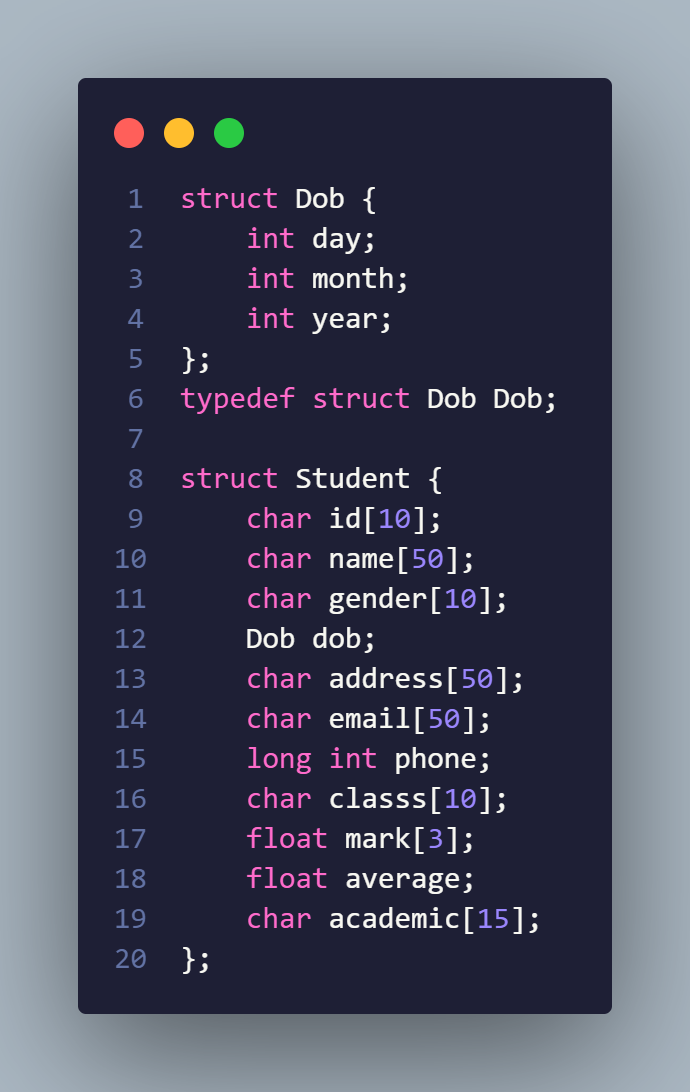 1 struct Dob {
2     int day;
3     int month;
4     int year;
5 };
6 typedef struct Dob Dob;
7
8 struct Student {
9     char id[10];
10     char name[50];
11     char gender[10];
12     Dob dob;
13     char address[50];
14     char email[50];
15     long int phone;
16     char classs[10];
17     float mark[3];
18     float average;
19     char academic[15];
20 };